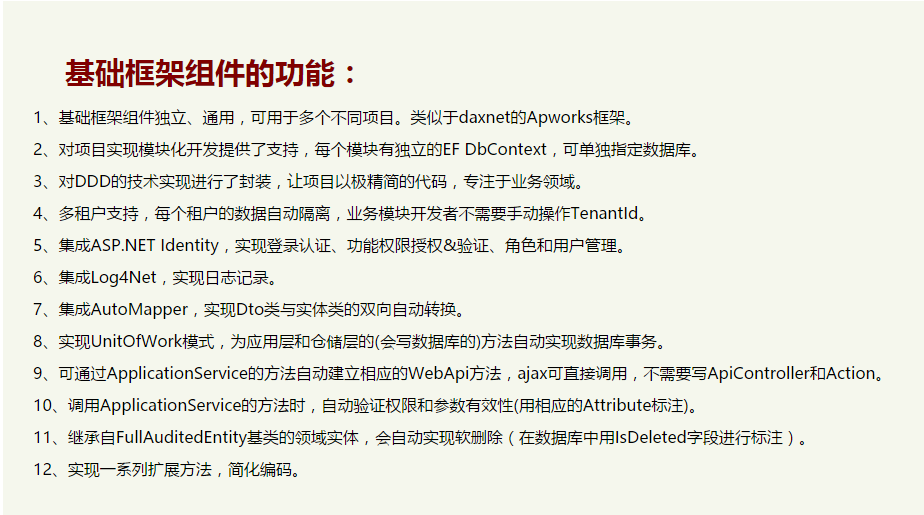 基础框架组件的功能：
1、基础框架组件独立、通用，可用于多个不同项目。类似于daxnet的Apworks框架。
2、对项目实现模块化开发提供了支持，每个模块有独立的EF DbContext，可单独指定数据库。
3、对DDD的技术实现进行了封装，让项目以极精简的代码，专注于业务领域。
4、多租户支持，每个租户的数据自动隔离，业务模块开发者不需要手动操作TenantId。
5、集成ASP.NET Identity，实现登录认证、功能权限授权&验证、角色和用户管理。
6、集成Log4Net，实现日志记录。
7、集成AutoMapper，实现Dto类与实体类的双向自动转换。
8、实现UnitOfWork模式，为应用层和仓储层的(会写数据库的)方法自动实现数据库事务。
9、可通过ApplicationService的方法自动建立相应的WebApi方法，ajax可直接调用，不需要写ApiController和Action。
10、调用ApplicationService的方法时，自动验证权限和参数有效性(用相应的Attribute标注)。
11、继承自FullAuditedEntity基类的领域实体，会自动实现软删除（在数据库中用IsDeleted字段进行标注）。
12、实现一系列扩展方法，简化编码。